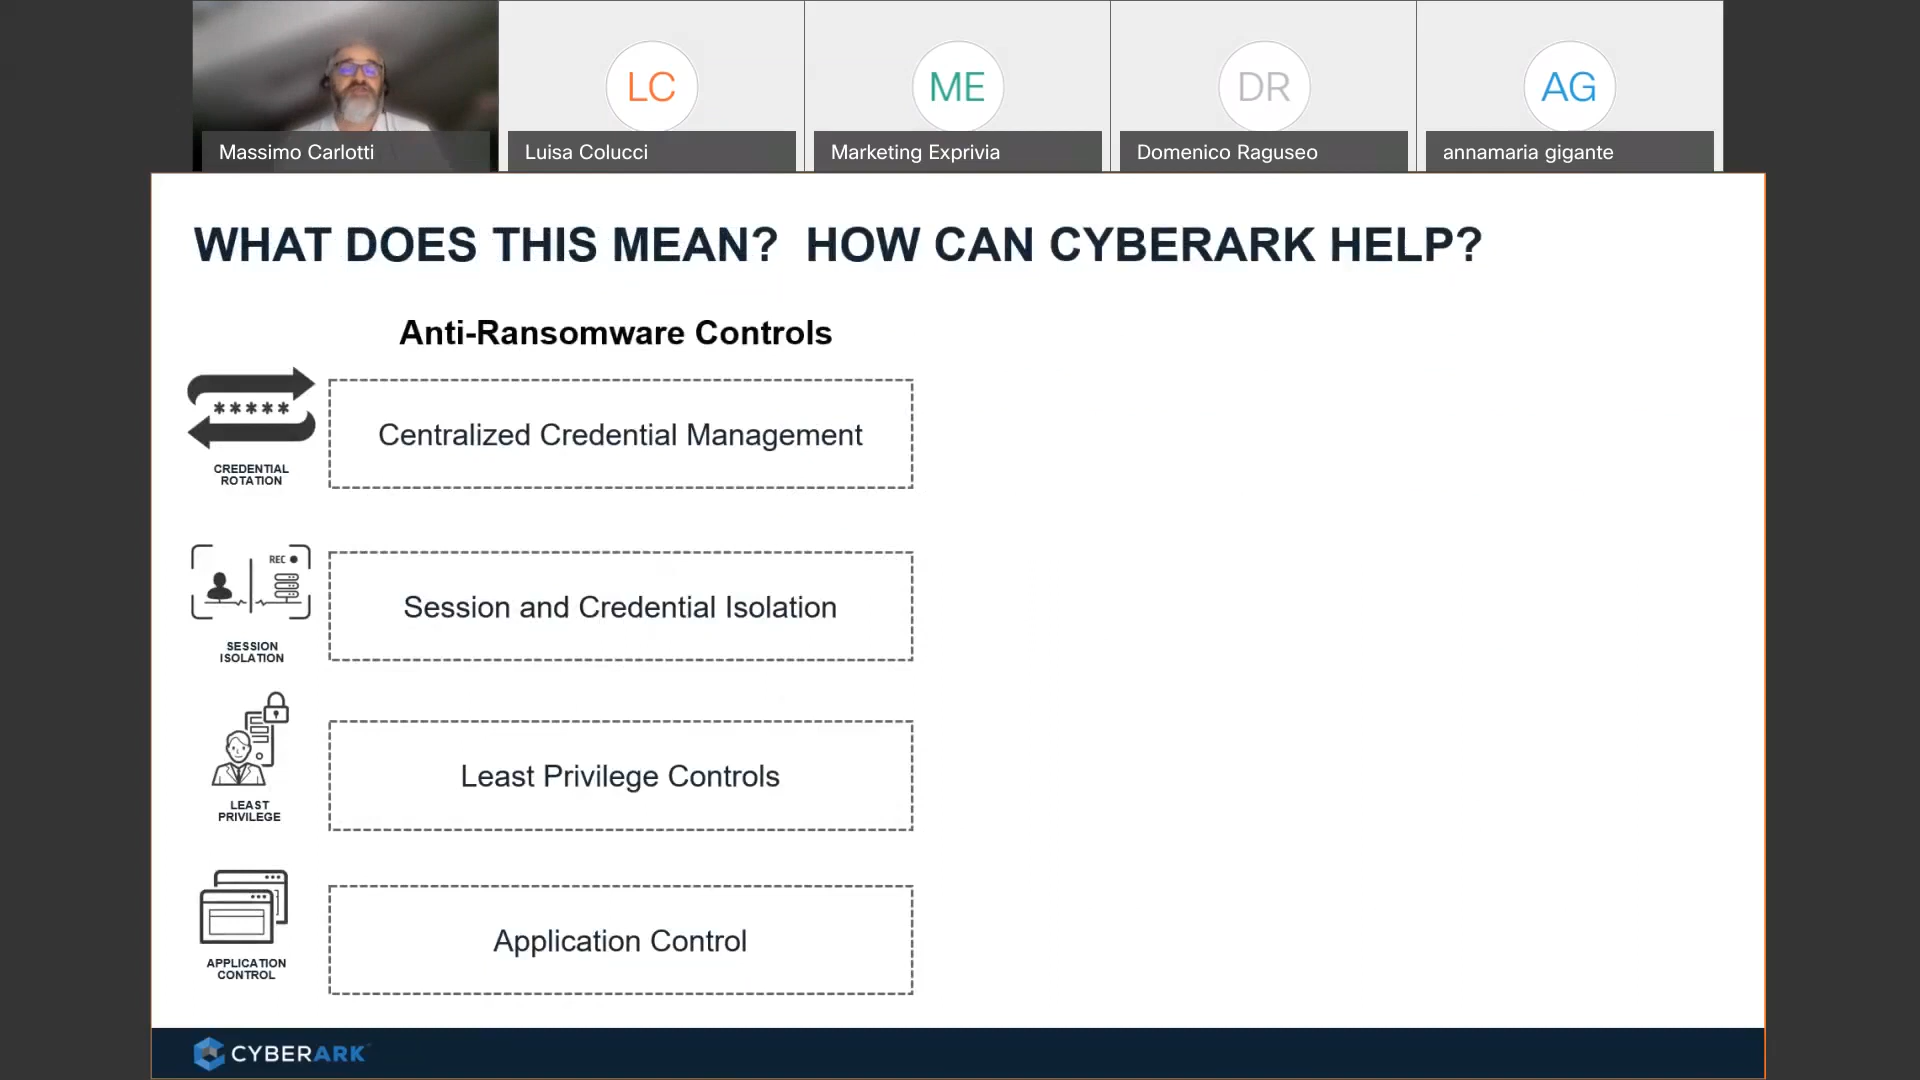 LC
ME
DR
AG
Massimo Carlotti
Luisa Colucci
Marketing Exprivia
Domenico Raguseo
annamaria gigante
WHAT DOES THIS MEAN?  HOW CAN CYBERARK HELP?
Anti-Ransomware Controls
*****
CREDENTIAL
ROTATION
Centralized Credential Management
REC
SESSION
ISOLATION
Session and Credential Isolation
LEAST
PRIVILEGE
Least Privilege Controls
APPLICATION
CONTROL
Application Control
CYBERARK